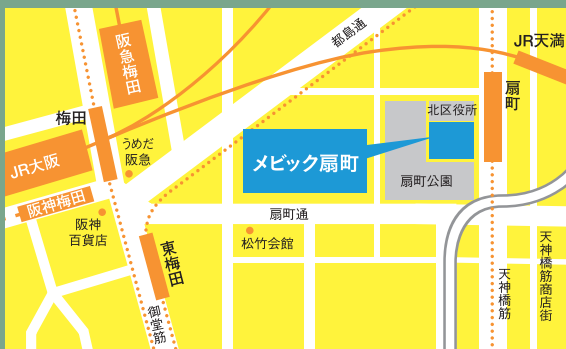 都島通
阪急梅田
JR天満
扇町
北区役所
梅田
うめだ
阪急
JR大阪
メビック扇町
扇町公園
阪神梅田
阪神
百貨店
扇町通
松竹会館
東梅田
御堂筋
天神橋筋
天神橋筋商店街